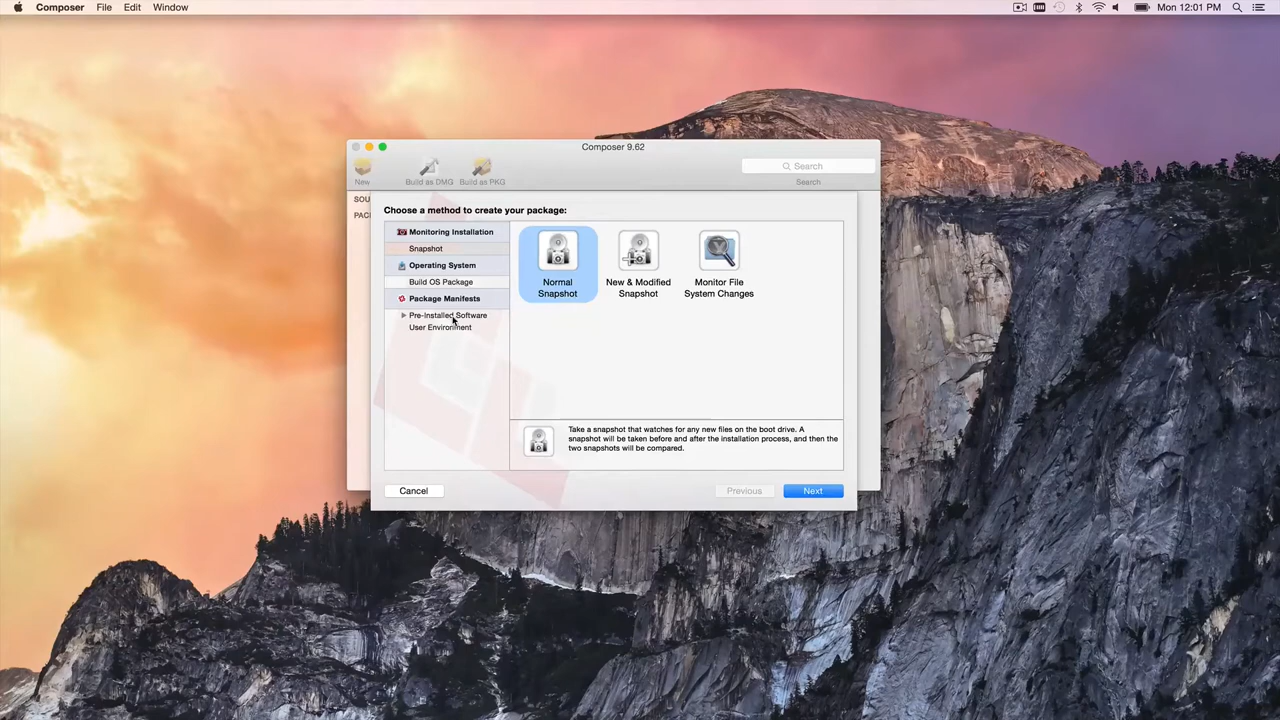 Composer File Edit Window
Mon 12:01 PM
Composer 9.62
New
Build as DMG
Build as PKG
Search
Search
SOU
PAC
Choose a method to create your package:
Monitoring Installation
Snapshot
Operating System
Build OS Package
Package Manifests
Pre-Installed Software
User Environment
Normal
Snapshot
New & Modified
Snapshot
Monitor File
System Changes
Take a snapshot that watches for any new files on the boot drive. A
snapshot will be taken before and after the installation process, and then the
two snapshots will be compared.
Cancel
Previous
Next